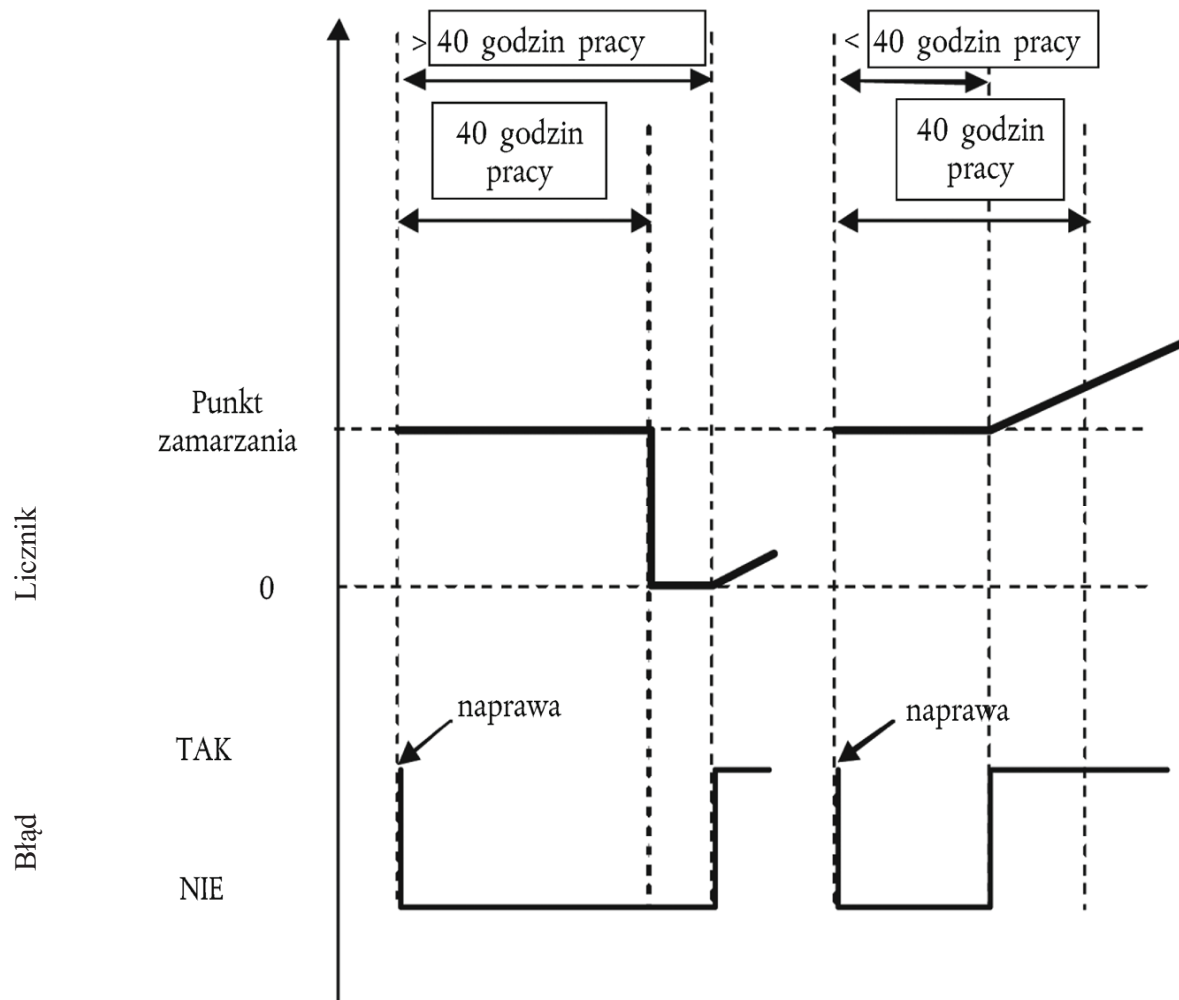 > 40 godzin pracy
< 40 godzin pracy
40 godzin
pracy
40 godzin
pracy
Punkt
zamarzania
Licznik
0
naprawa
naprawa
TAK
Błąd
NIE